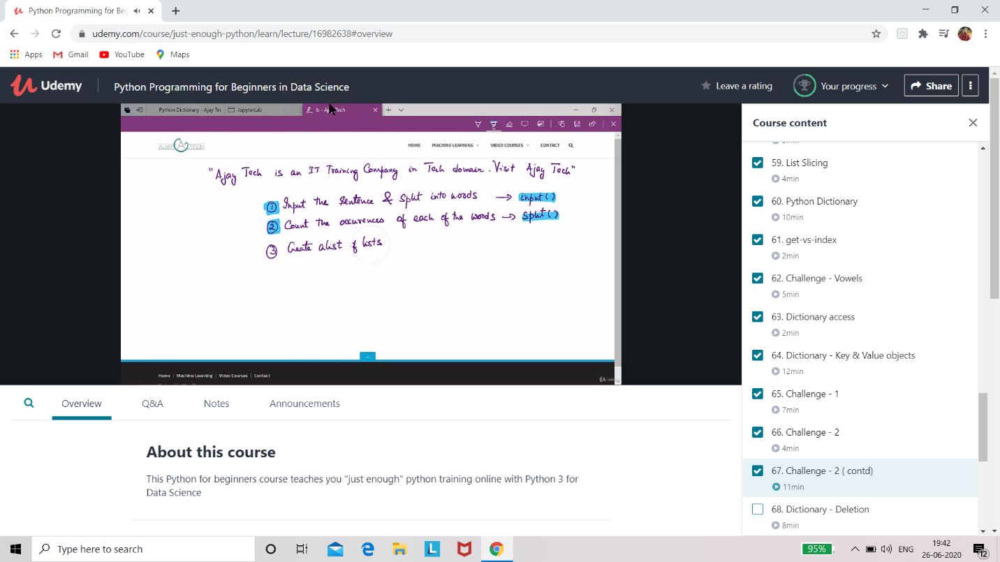 Python Programming for Beg
udemy.com/course/just-enough-python/learn/lecture/16982638#overview
Apps Gmail YouTube Maps
Udemy Python Programming for Beginners in Data Science Leave a rating Your progress Share
Python Dictionary - Ajay Tec JupyterLab b - Aj Tech
AJAY TECH HOME MACHINE LEARNING VIDEO COURSES CONTACT
"Ajay Tech is an IT Training Company in Tech domain. Visit Ajay Tech"
① Input the Sentence & split into words → input()
② Count the occurences of each of the words → split()
③ Create a list of lists
Home | Machine Learning | Video Courses | Contact
Course content
59. List Slicing
4min
60. Python Dictionary
10min
61. get-vs-index
2min
62. Challenge - Vowels
5min
63. Dictionary access
2min
64. Dictionary - Key & Value objects
12min
65. Challenge - 1
7min
66. Challenge - 2
4min
67. Challenge - 2 ( contd)
11min
68. Dictionary - Deletion
8min
Overview Q&A Notes Announcements
About this course
This Python for beginners course teaches you "just enough" python training online with Python 3 for
Data Science
Type here to search
95%
ENG
19:42
26-06-2020
12